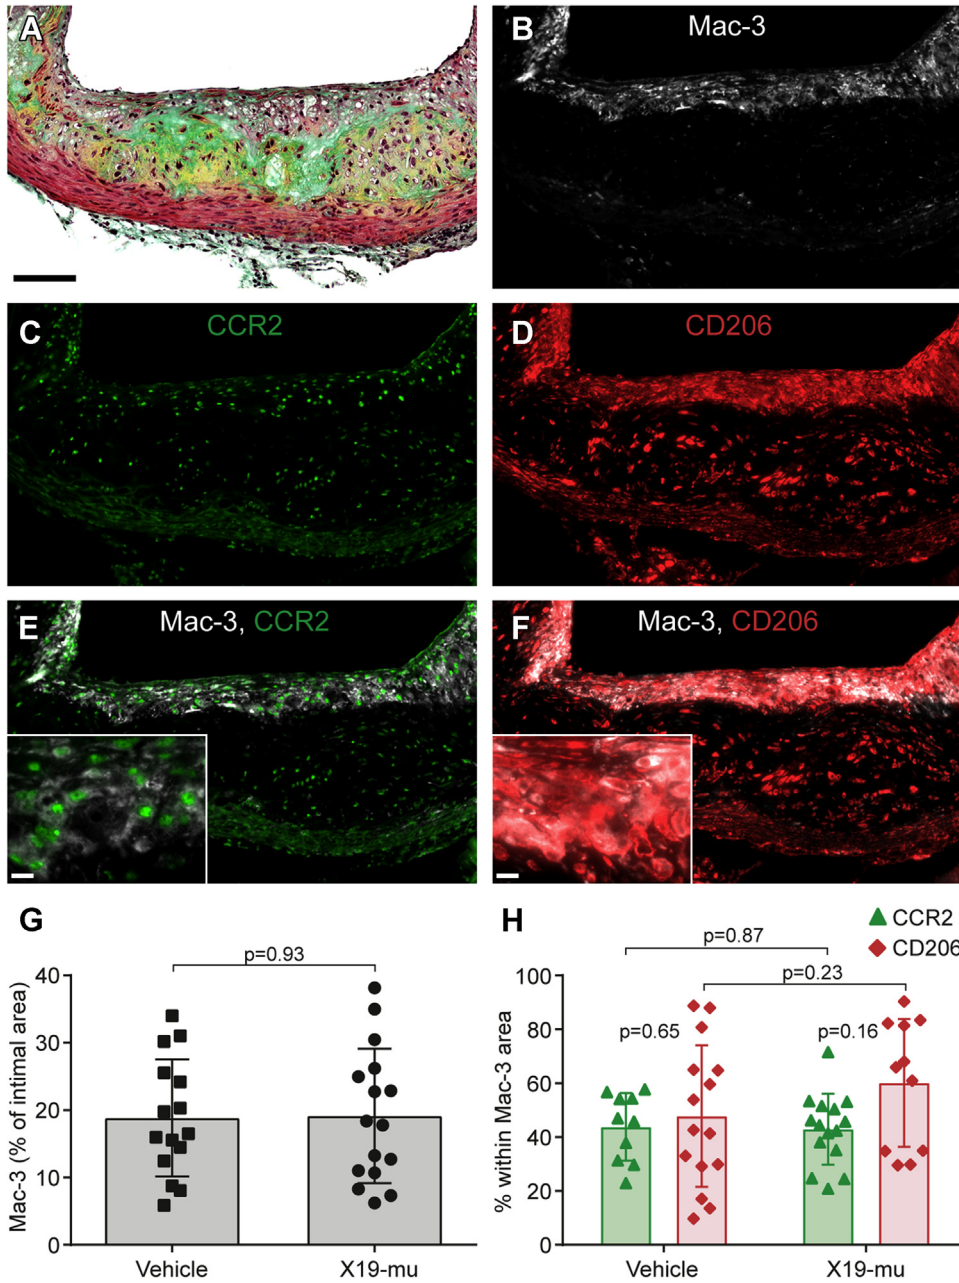 A
B
Mac-3
C
CCR2
D
CD206
E
Mac-3, CCR2
F
Mac-3, CD206
G
p=0.93
Mac-3 (% of intimal area)
40
30
20
10
0
Vehicle
X19-mu
H
CCR2
CD206
p=0.87
p=0.23
p=0.65
p=0.16
% within Mac-3 area
100
80
60
40
20
0
Vehicle
X19-mu